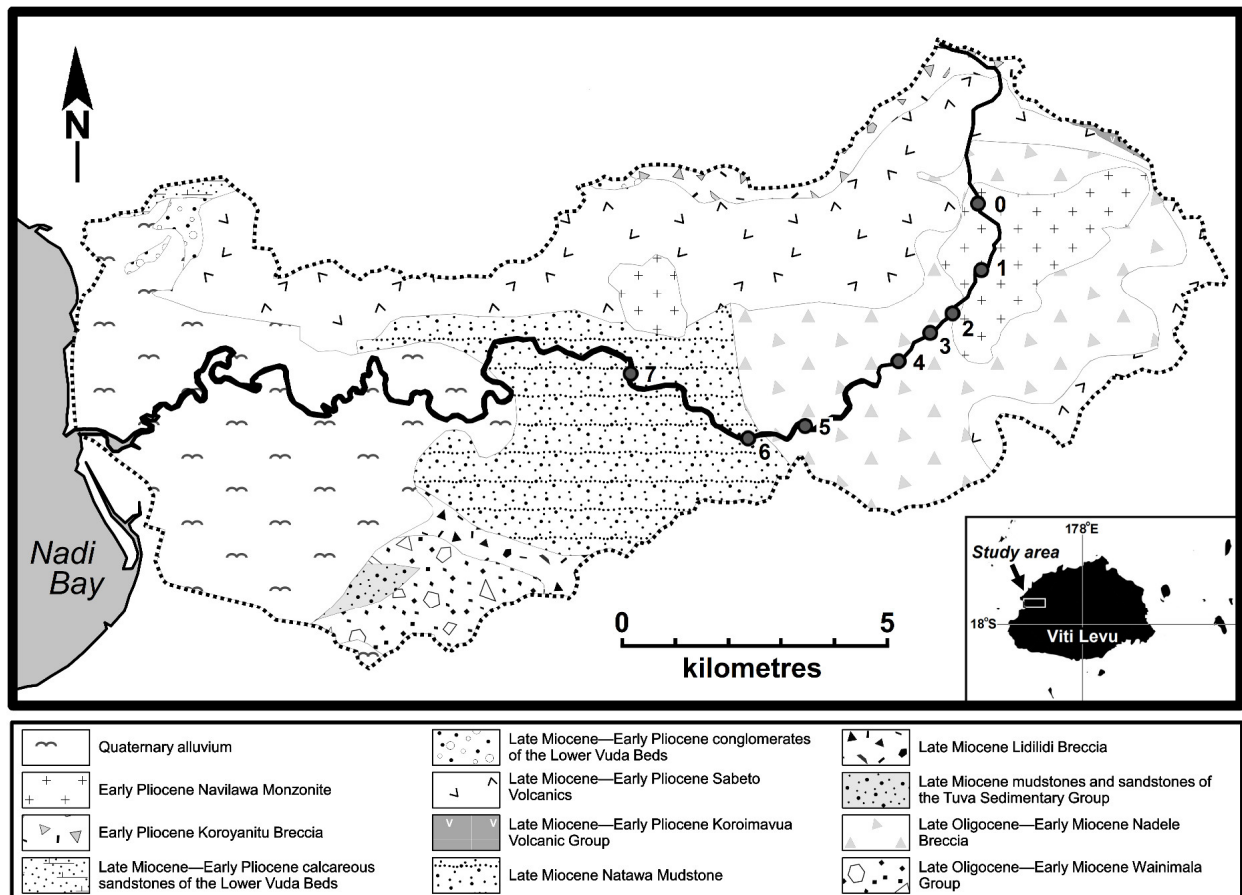 N
0
1
2
3
4
5
6
7
Nadi
Bay
0 5
kilometres
178°E
Study area
18°S
Viti Levu
Quaternary alluvium
Early Pliocene Navilawa Monzonite
Early Pliocene Koroyanitu Breccia
Late Miocene—Early Pliocene calcareous
sandstones of the Lower Vuda Beds
Late Miocene—Early Pliocene conglomerates
of the Lower Vuda Beds
Late Miocene—Early Pliocene Sabeto
Volcanics
Late Miocene—Early Pliocene Koroimavua
Volcanic Group
Late Miocene Natawa Mudstone
Late Miocene Lidilidi Breccia
Late Miocene mudstones and sandstones of
the Tuva Sedimentary Group
Late Oligocene—Early Miocene Nadele
Breccia
Late Oligocene—Early Miocene Wainimala
Group